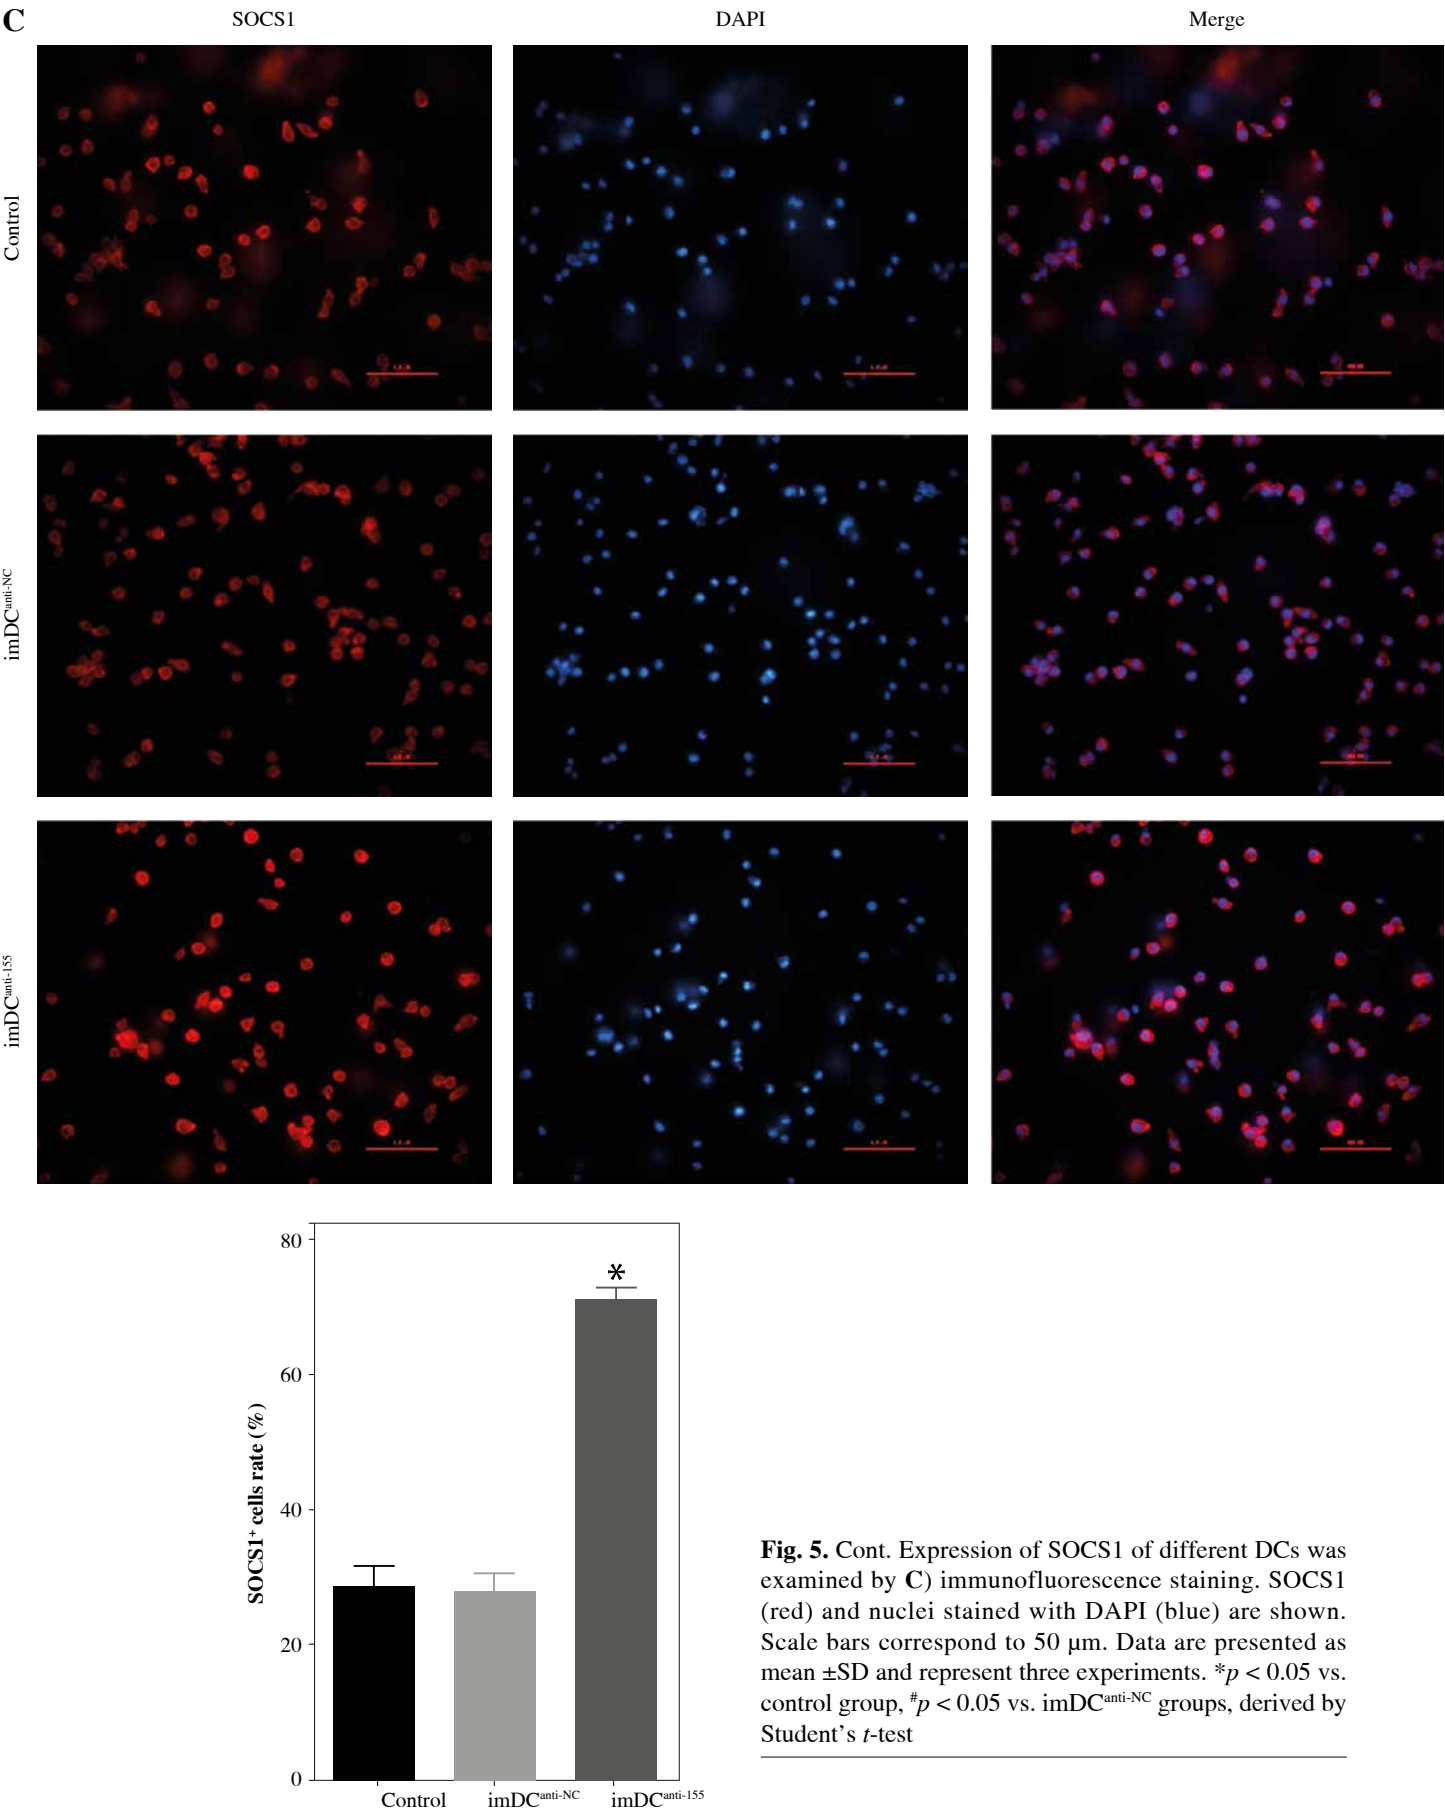 C
SOCS1 DAPI Merge
Control
imDCanti-NC
imDCanti-155
80
60
40
20
0
SOCS1+ cells rate (%)
*
Control imDCanti-NC imDCanti-155
Fig. 5. Cont. Expression of SOCS1 of different DCs was
examined by C) immunofluorescence staining. SOCS1
(red) and nuclei stained with DAPI (blue) are shown.
Scale bars correspond to 50 µm. Data are presented as
mean ±SD and represent three experiments. *p < 0.05 vs.
control group, #p < 0.05 vs. imDCanti-NC groups, derived by
Student’s t-test